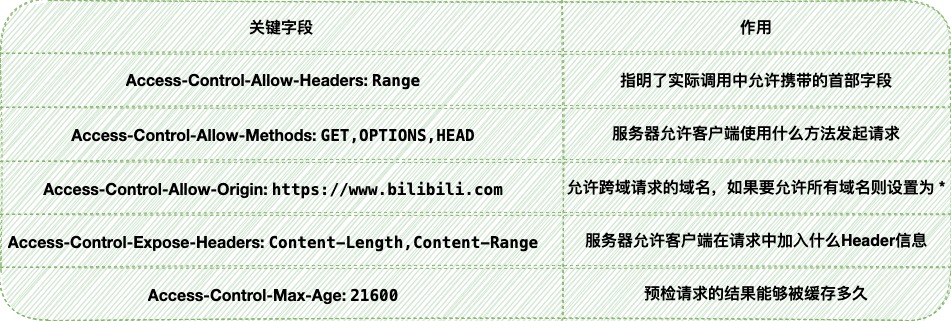 关键字段 作用
Access-Control-Allow-Headers: Range 指明了实际调用中允许携带的首部字段
Access-Control-Allow-Methods: GET,OPTIONS,HEAD 服务器允许客户端使用什么方法发起请求
Access-Control-Allow-Origin: https://www.bilibili.com 允许跨域请求的域名，如果要允许所有域名则设置为 *
Access-Control-Expose-Headers: Content-Length,Content-Range 服务器允许客户端在请求中加入什么Header信息
Access-Control-Max-Age: 21600 预检请求的结果能够被缓存多久